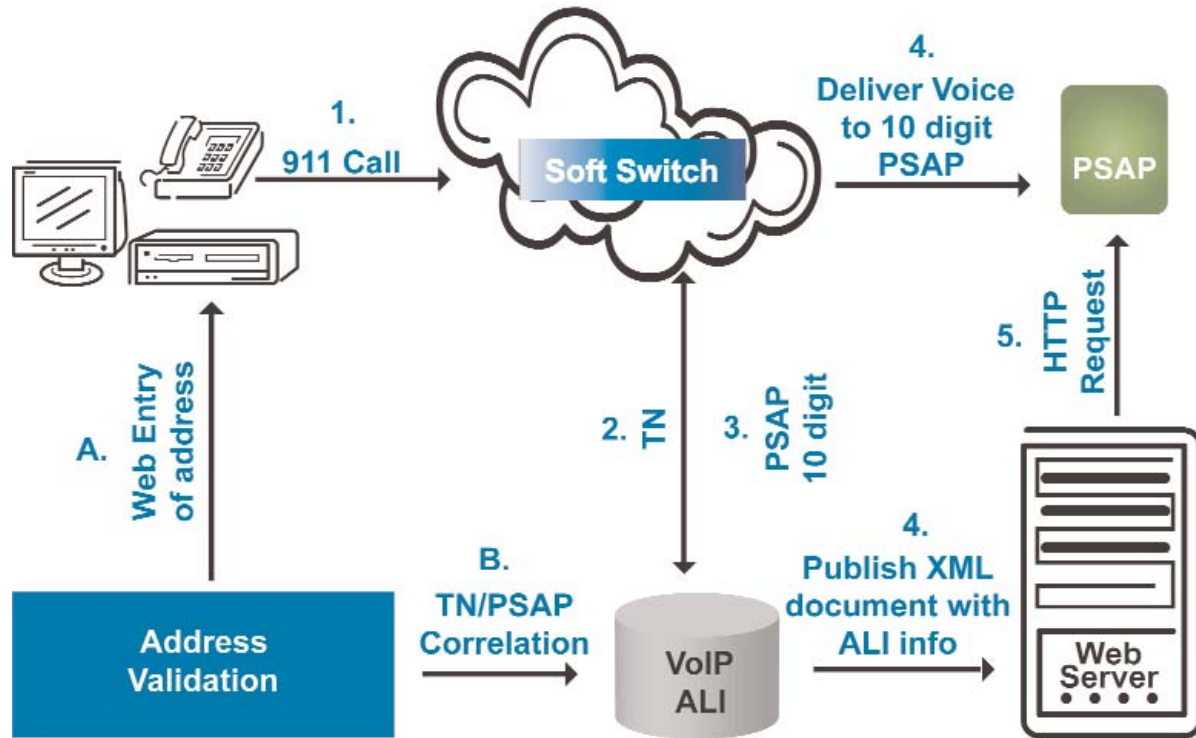 1.
911 Call
Soft Switch
4.
Deliver Voice
to 10 digit
PSAP
PSAP
A.
Web Entry
of address
2.
TN
3.
PSAP
10 digit
5.
HTTP
Request
Address
Validation
B.
TN/PSAP
Correlation
VoIP
ALI
4.
Publish XML
document with
ALI info
Web
Server